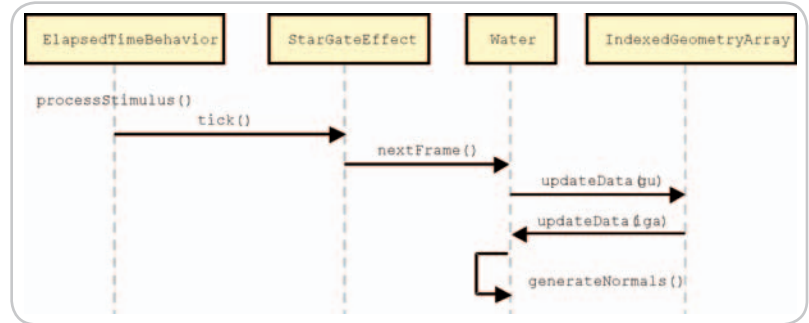 ElapsedTimeBehavior StarGateEffect Water IndexedGeometryArray
processStimulus()
tick()
nextFrame()
updateData(gu)
updateData(iga)
generateNormals()